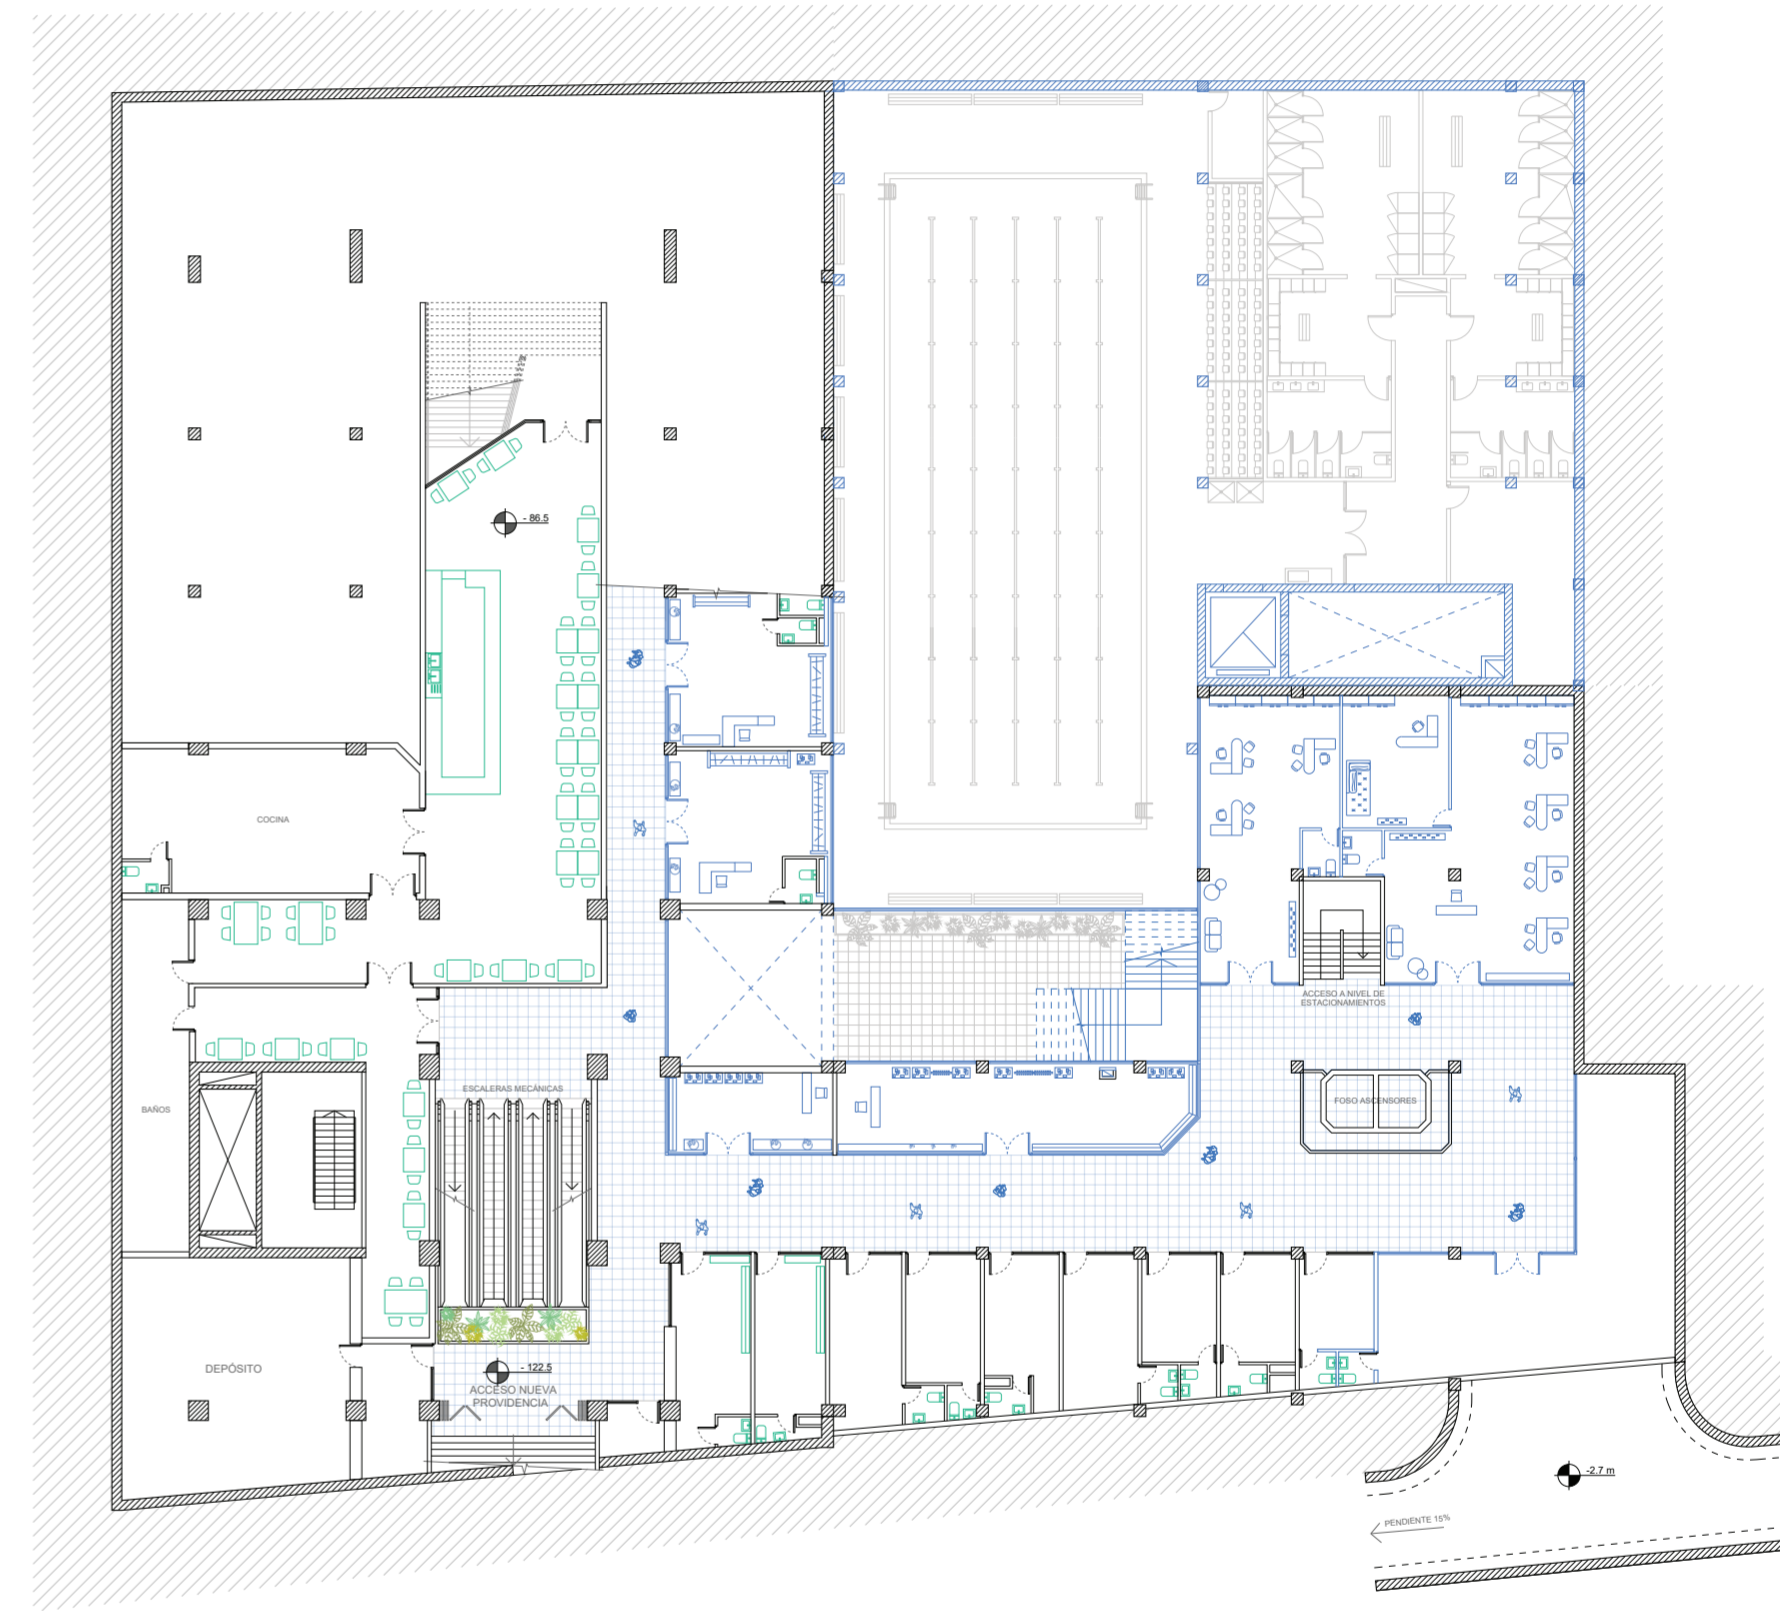 - 86.5
COCINA
ACCESO A NIVEL DE
ESTACIONAMIENTOS
ESCALERAS MECÁNICAS
FOSO ASCENSORES
BAÑOS
DEPÓSITO
- 122.5
ACCESO NUEVA
PROVIDENCIA
-2.7 m
PENDIENTE 15%